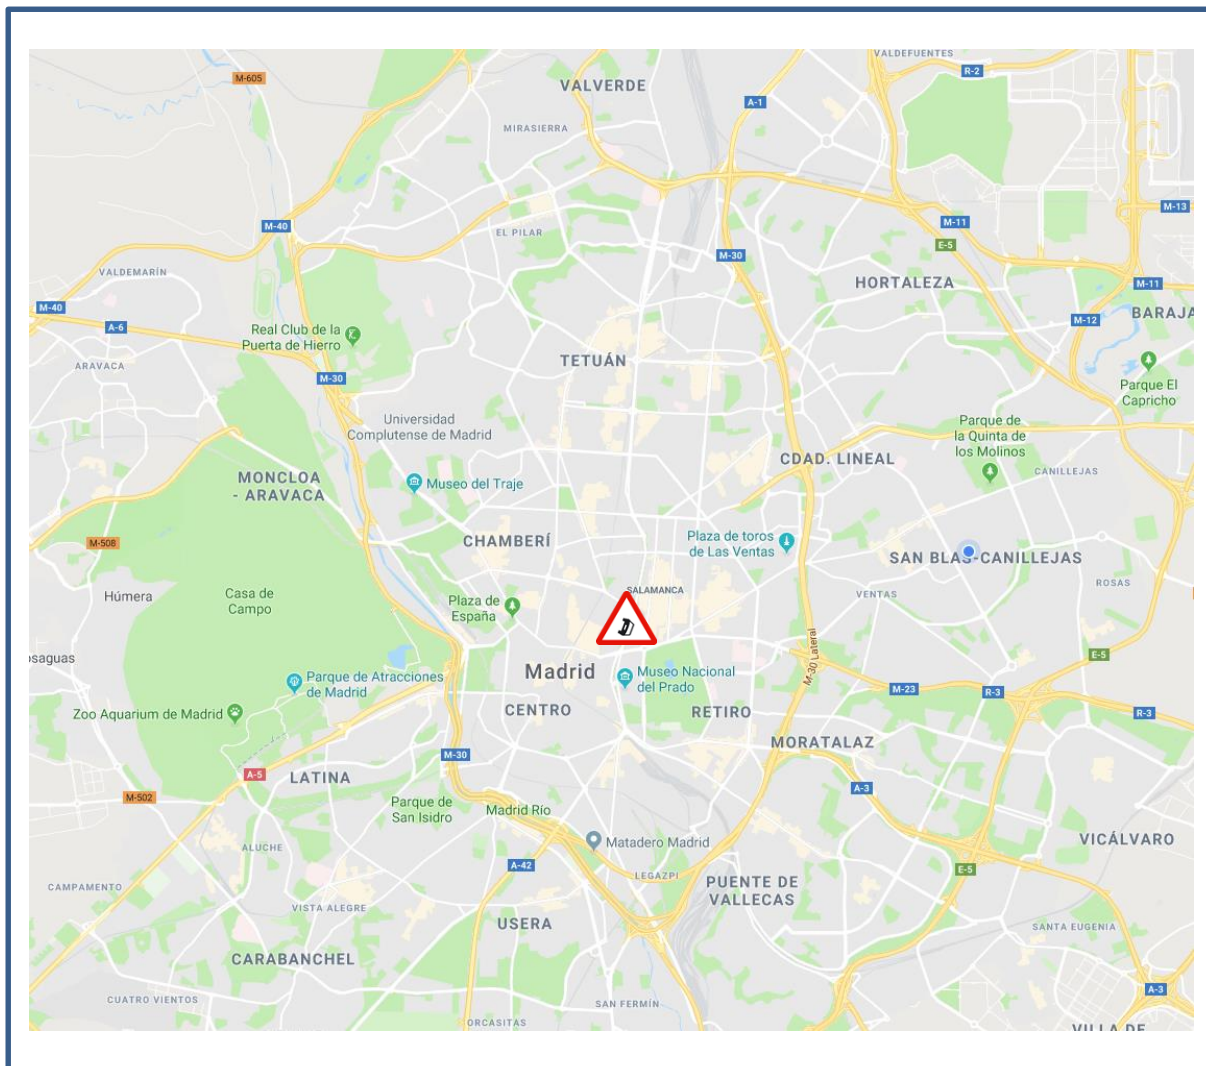 VALDEFUENTES
M-605
R-2
VALVERDE
A-1
MIRASIERRA
M-40
EL PILAR
M-13
M-11
E-5
M-30
VALDEMARÍN
HORTALEZA
M-11
M-40
A-6
Real Club de la
Puerta de Hierro
M-12
BARAJA
ARAVACA
TETUÁN
M-30
Parque El
Capricho
Universidad
Complutense de Madrid
Parque de
la Quinta de
los Molinos
CDAD. LINEAL
CANILLEJAS
MONCLOA
- ARAVACA
Museo del Traje
M-508
CHAMBERÍ
Plaza de toros
de Las Ventas
SAN BLAS-CANILLEJAS
ROSAS
Húmera
Casa de
Campo
Plaza de
España
SALAMANCA
VENTAS
osaguas
M-30 Lateral
E-5
Parque de Atracciones
de Madrid
Madrid
Museo Nacional
del Prado
M-23
R-3
Zoo Aquarium de Madrid
CENTRO
RETIRO
R-3
MORATALAZ
M-30
A-5
LATINA
M-502
A-3
Parque de
San Isidro
Madrid Río
Matadero Madrid
VICÁLVARO
ALUCHE
A-42
LEGAZPI
E-5
CAMPAMENTO
PUENTE DE
VALLECAS
VISTA ALEGRE
USERA
SANTA EUGENIA
CARABANCHEL
A-3
CUATRO VIENTOS
SAN FERMÍN
ORCASITAS
VILLA DE